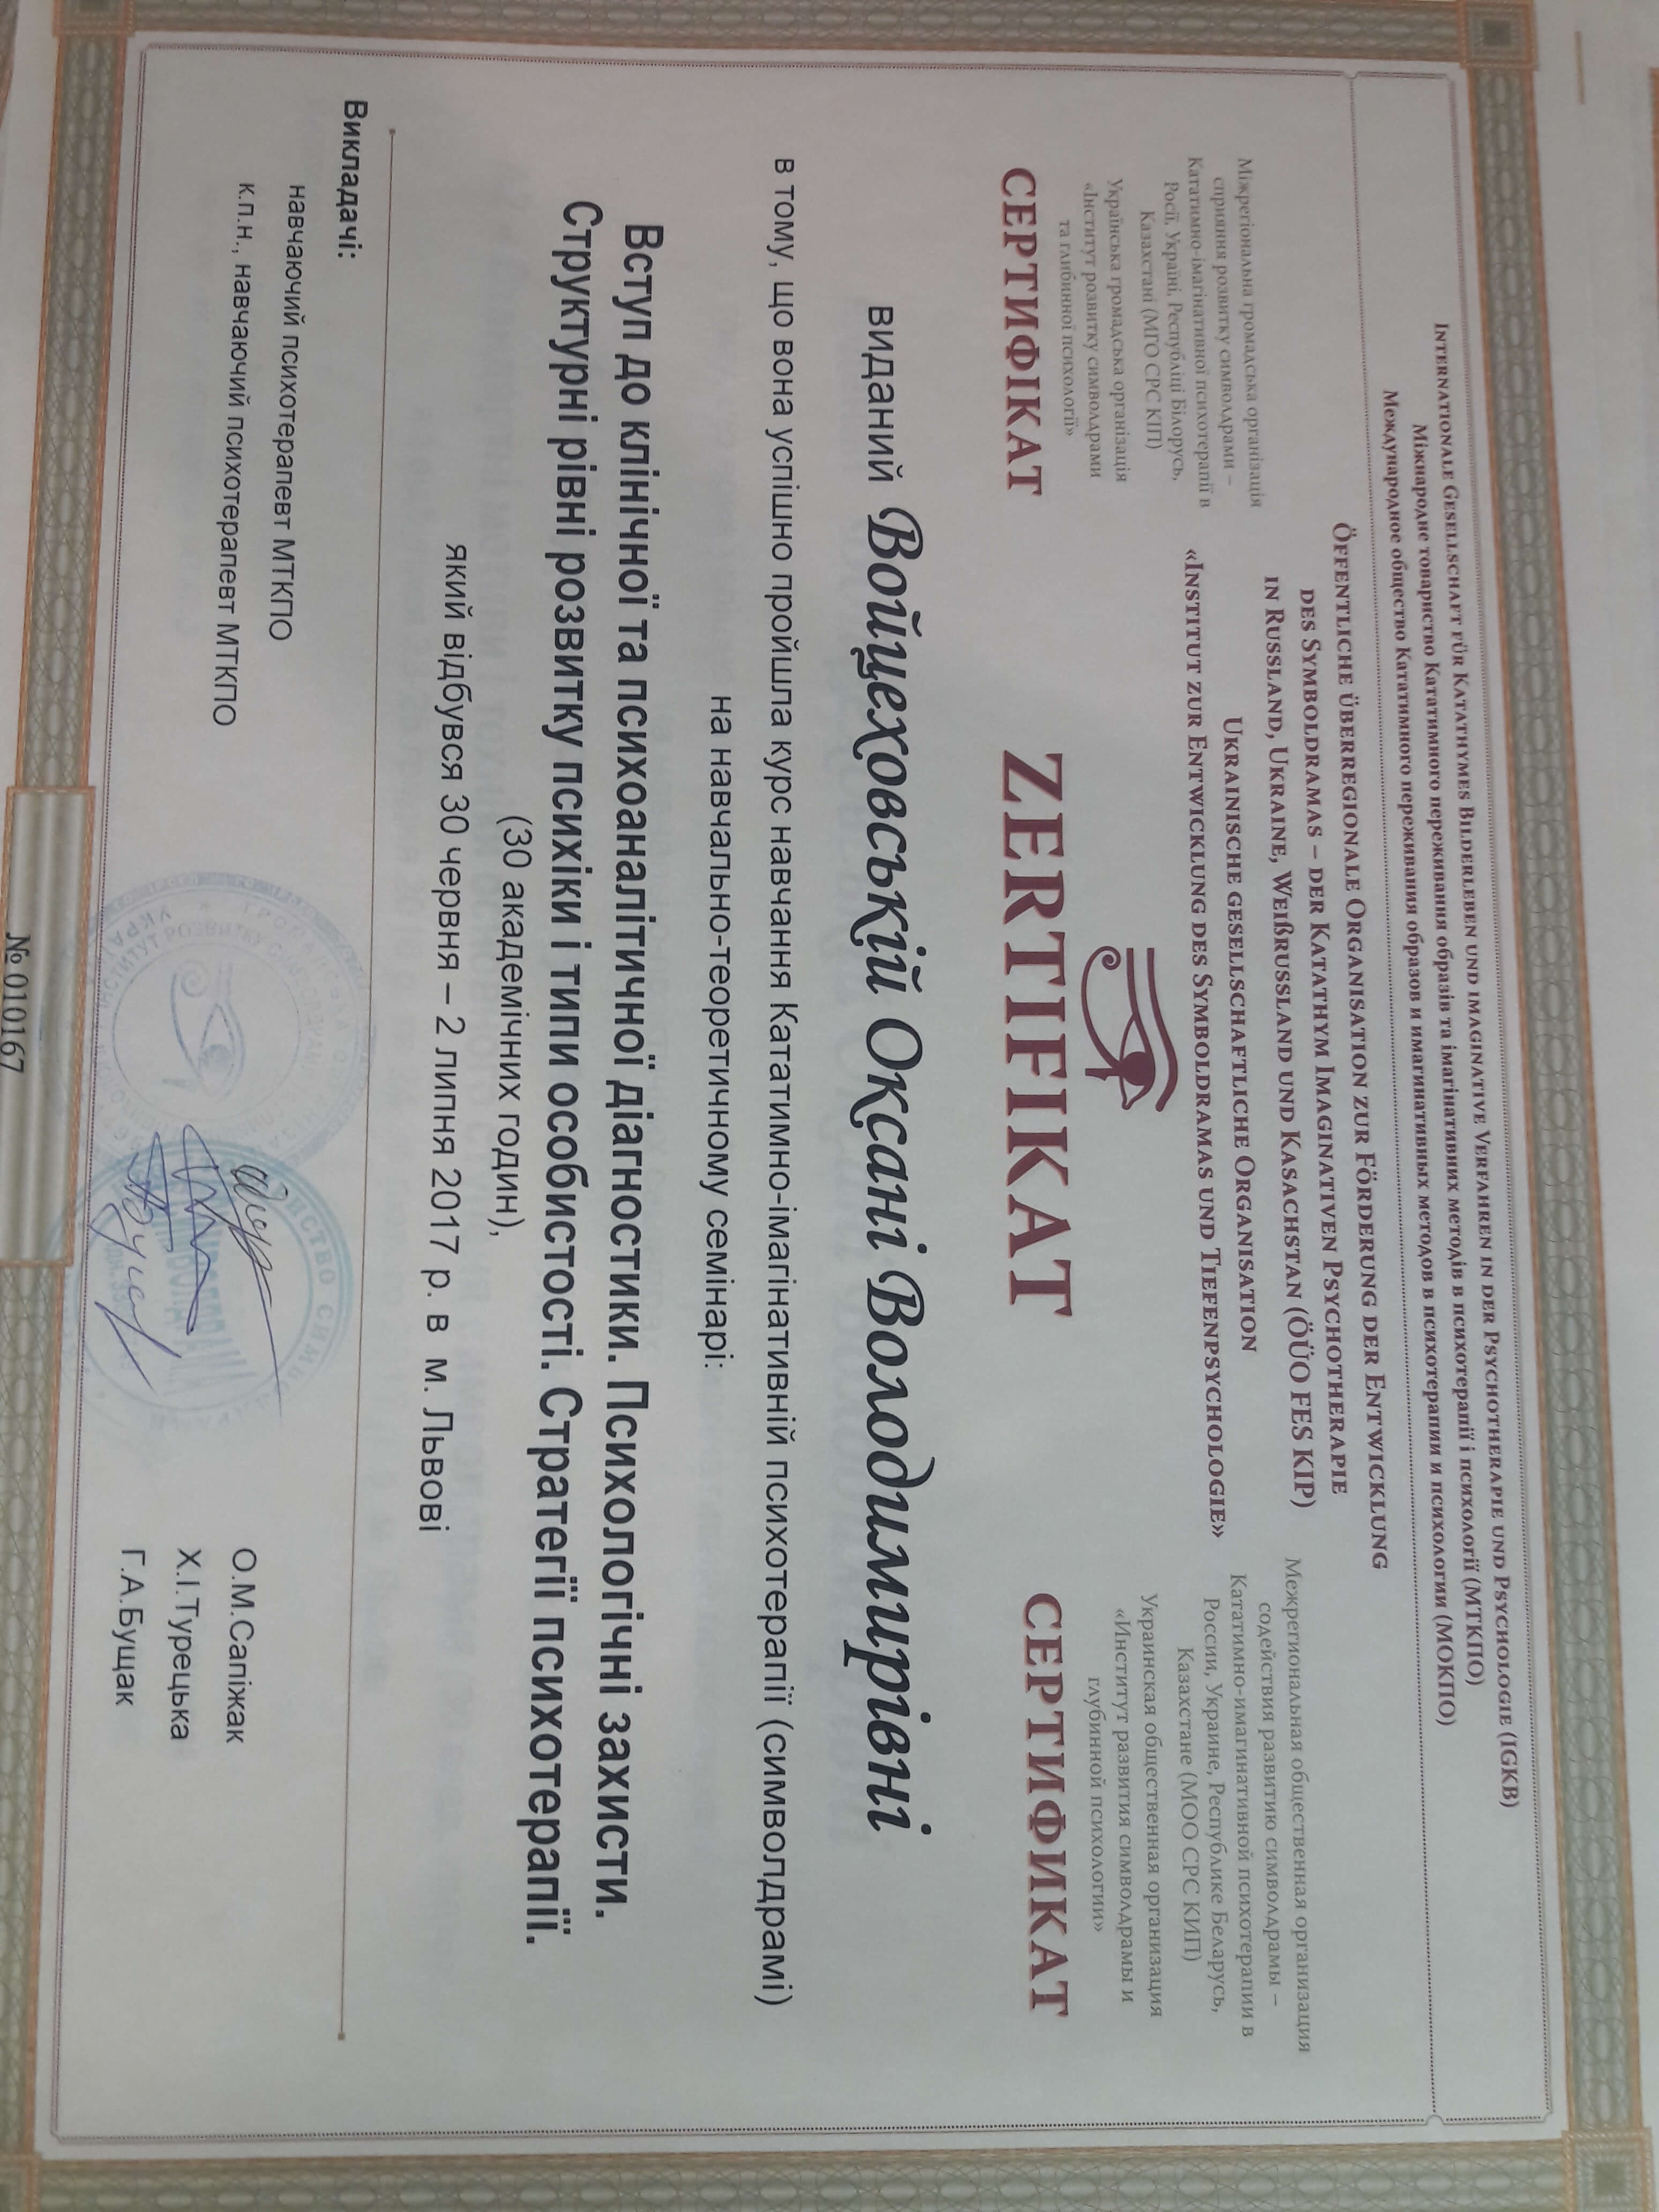 Internationale Gesellschaft für Katathymes Bilderleben und imaginative Verfahren in der Psychotherapie und Psychologie (IGKB)
Міжнародне товариство Кататимного переживання образів та імагінативних методів в психотерапії і психології (МТКПО)
Международное общество Кататимного переживания образов и имагинативных методов в психотерапии и психологии (МОКПО)
Öffentliche überregionale Organisation zur Förderung der Entwicklung
des Symboldramas – der Katathym Imaginativen Psychotherapie
in Russland, Ukraine, Weißrussland und Kasachstan (ÖÜO FES KIP)
Ukrainische gesellschaftliche Organisation
«Institut zur Entwicklung des Symboldramas und Tiefenpsychologie»
Міжрегіональна громадська організація
сприяння розвитку символдрами –
Кататимно-імагінативної психотерапії в
Росії, Україні, Республіці Білорусь,
Казахстані (МГО СРС КІП)
Українська громадська організація
«Інститут розвитку символдрами
та глибинної психології»
Межрегиональная общественная организация
содействия развитию символдрамы –
Кататимно-имагинативной психотерапии в
России, Украине, Республике Беларусь,
Казахстане (МОО СРС КИП)
Украинская общественная организация
«Институт развития символдрамы и
глубинной психологии»
СЕРТИФІКАТ ZERTIFIKAT СЕРТИФИКАТ
виданий Войцеховській Оксані Володимирівні
в тому, що вона успішно пройшла курс навчання Кататимно-імагінативній психотерапії (символдрамі)
на навчально-теоретичному семінарі:
Вступ до клінічної та психоаналітичної діагностики. Психологічні захисти.
Структурні рівні розвитку психіки і типи особистості. Стратегії психотерапії.
(30 академічних годин),
який відбувся 30 червня – 2 липня 2017 р. в м. Львові
Викладачі:
навчаючий психотерапевт МТКПО
к.п.н., навчаючий психотерапевт МТКПО
О.М.Сапіжак
Х.І.Турецька
Г.А.Бущак
№ 010167